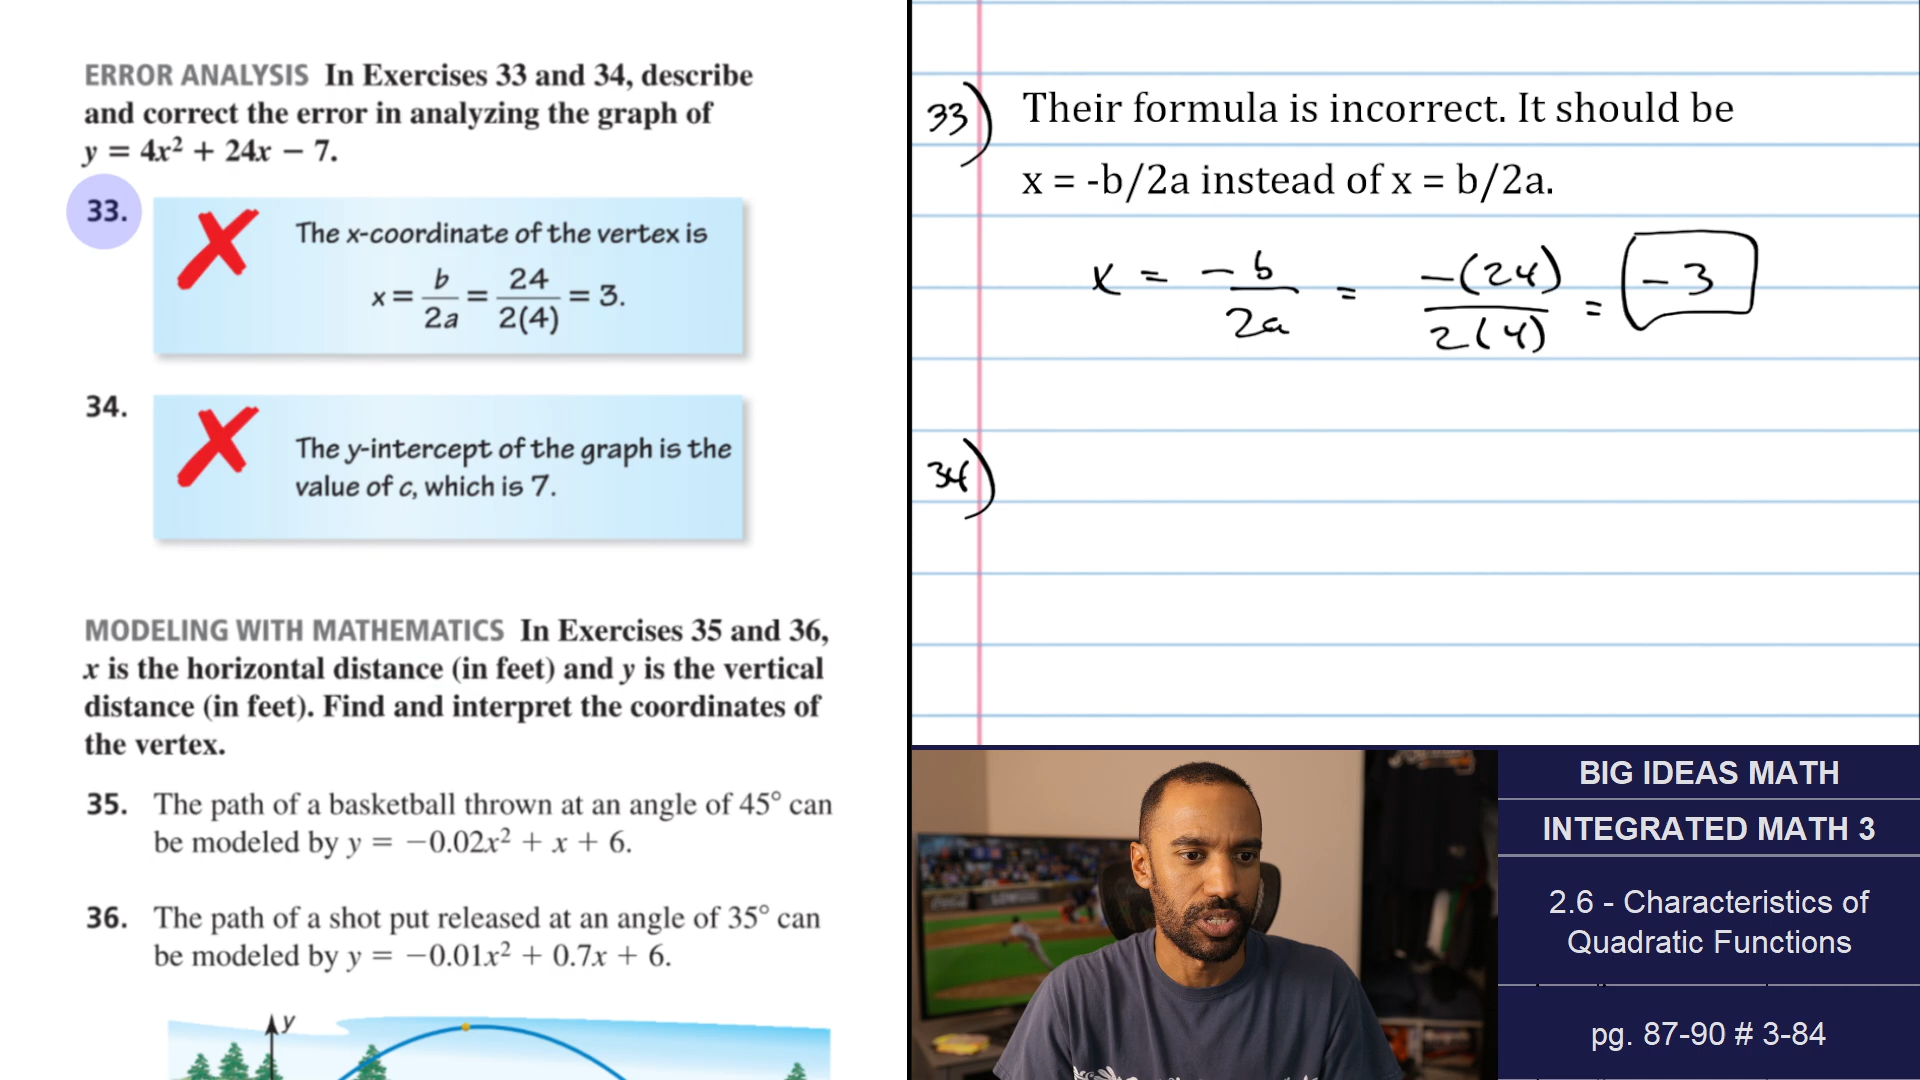 ERROR ANALYSIS In Exercises 33 and 34, describe
and correct the error in analyzing the graph of
y = 4x² + 24x − 7.
33.
The x-coordinate of the vertex is
x = b/2a = 24/2(4) = 3.
34.
The y-intercept of the graph is the
value of c, which is 7.
MODELING WITH MATHEMATICS In Exercises 35 and 36,
x is the horizontal distance (in feet) and y is the vertical
distance (in feet). Find and interpret the coordinates of
the vertex.
35. The path of a basketball thrown at an angle of 45° can
be modeled by y = −0.02x² + x + 6.
36. The path of a shot put released at an angle of 35° can
be modeled by y = −0.01x² + 0.7x + 6.
y
33) Their formula is incorrect. It should be
x = -b/2a instead of x = b/2a.
x = -b/2a = -(24)/2(4) = -3
34)
BIG IDEAS MATH
INTEGRATED MATH 3
2.6 - Characteristics of
Quadratic Functions
pg. 87-90 # 3-84